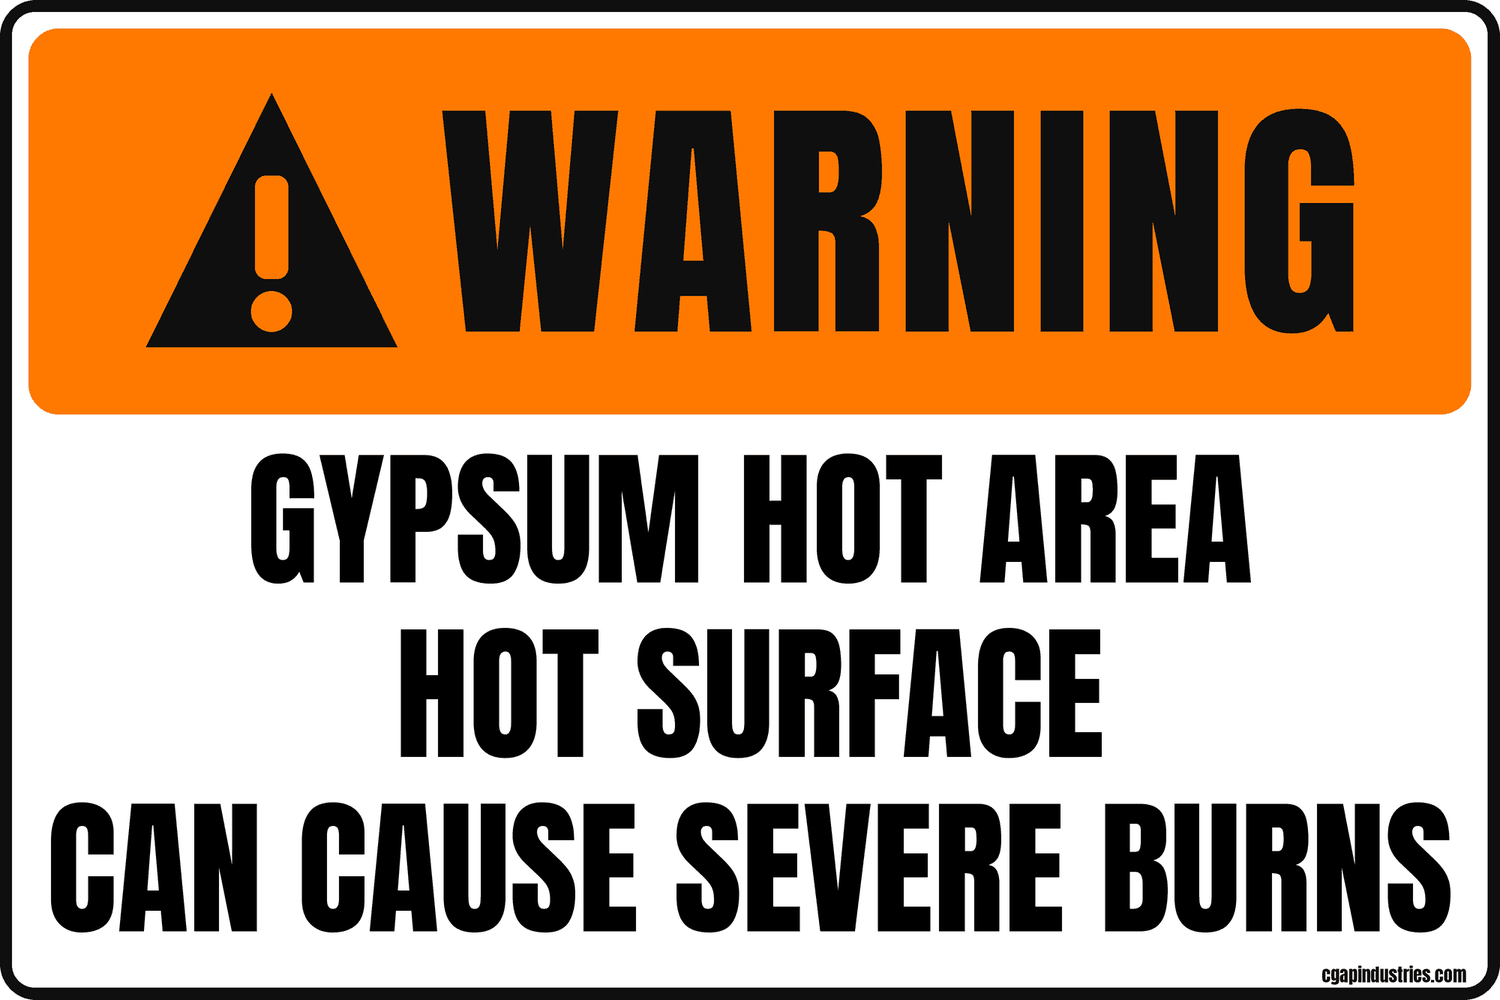 WARNING
GYPSUM HOT AREA
HOT SURFACE
CAN CAUSE SEVERE BURNS
cgapindustries.com